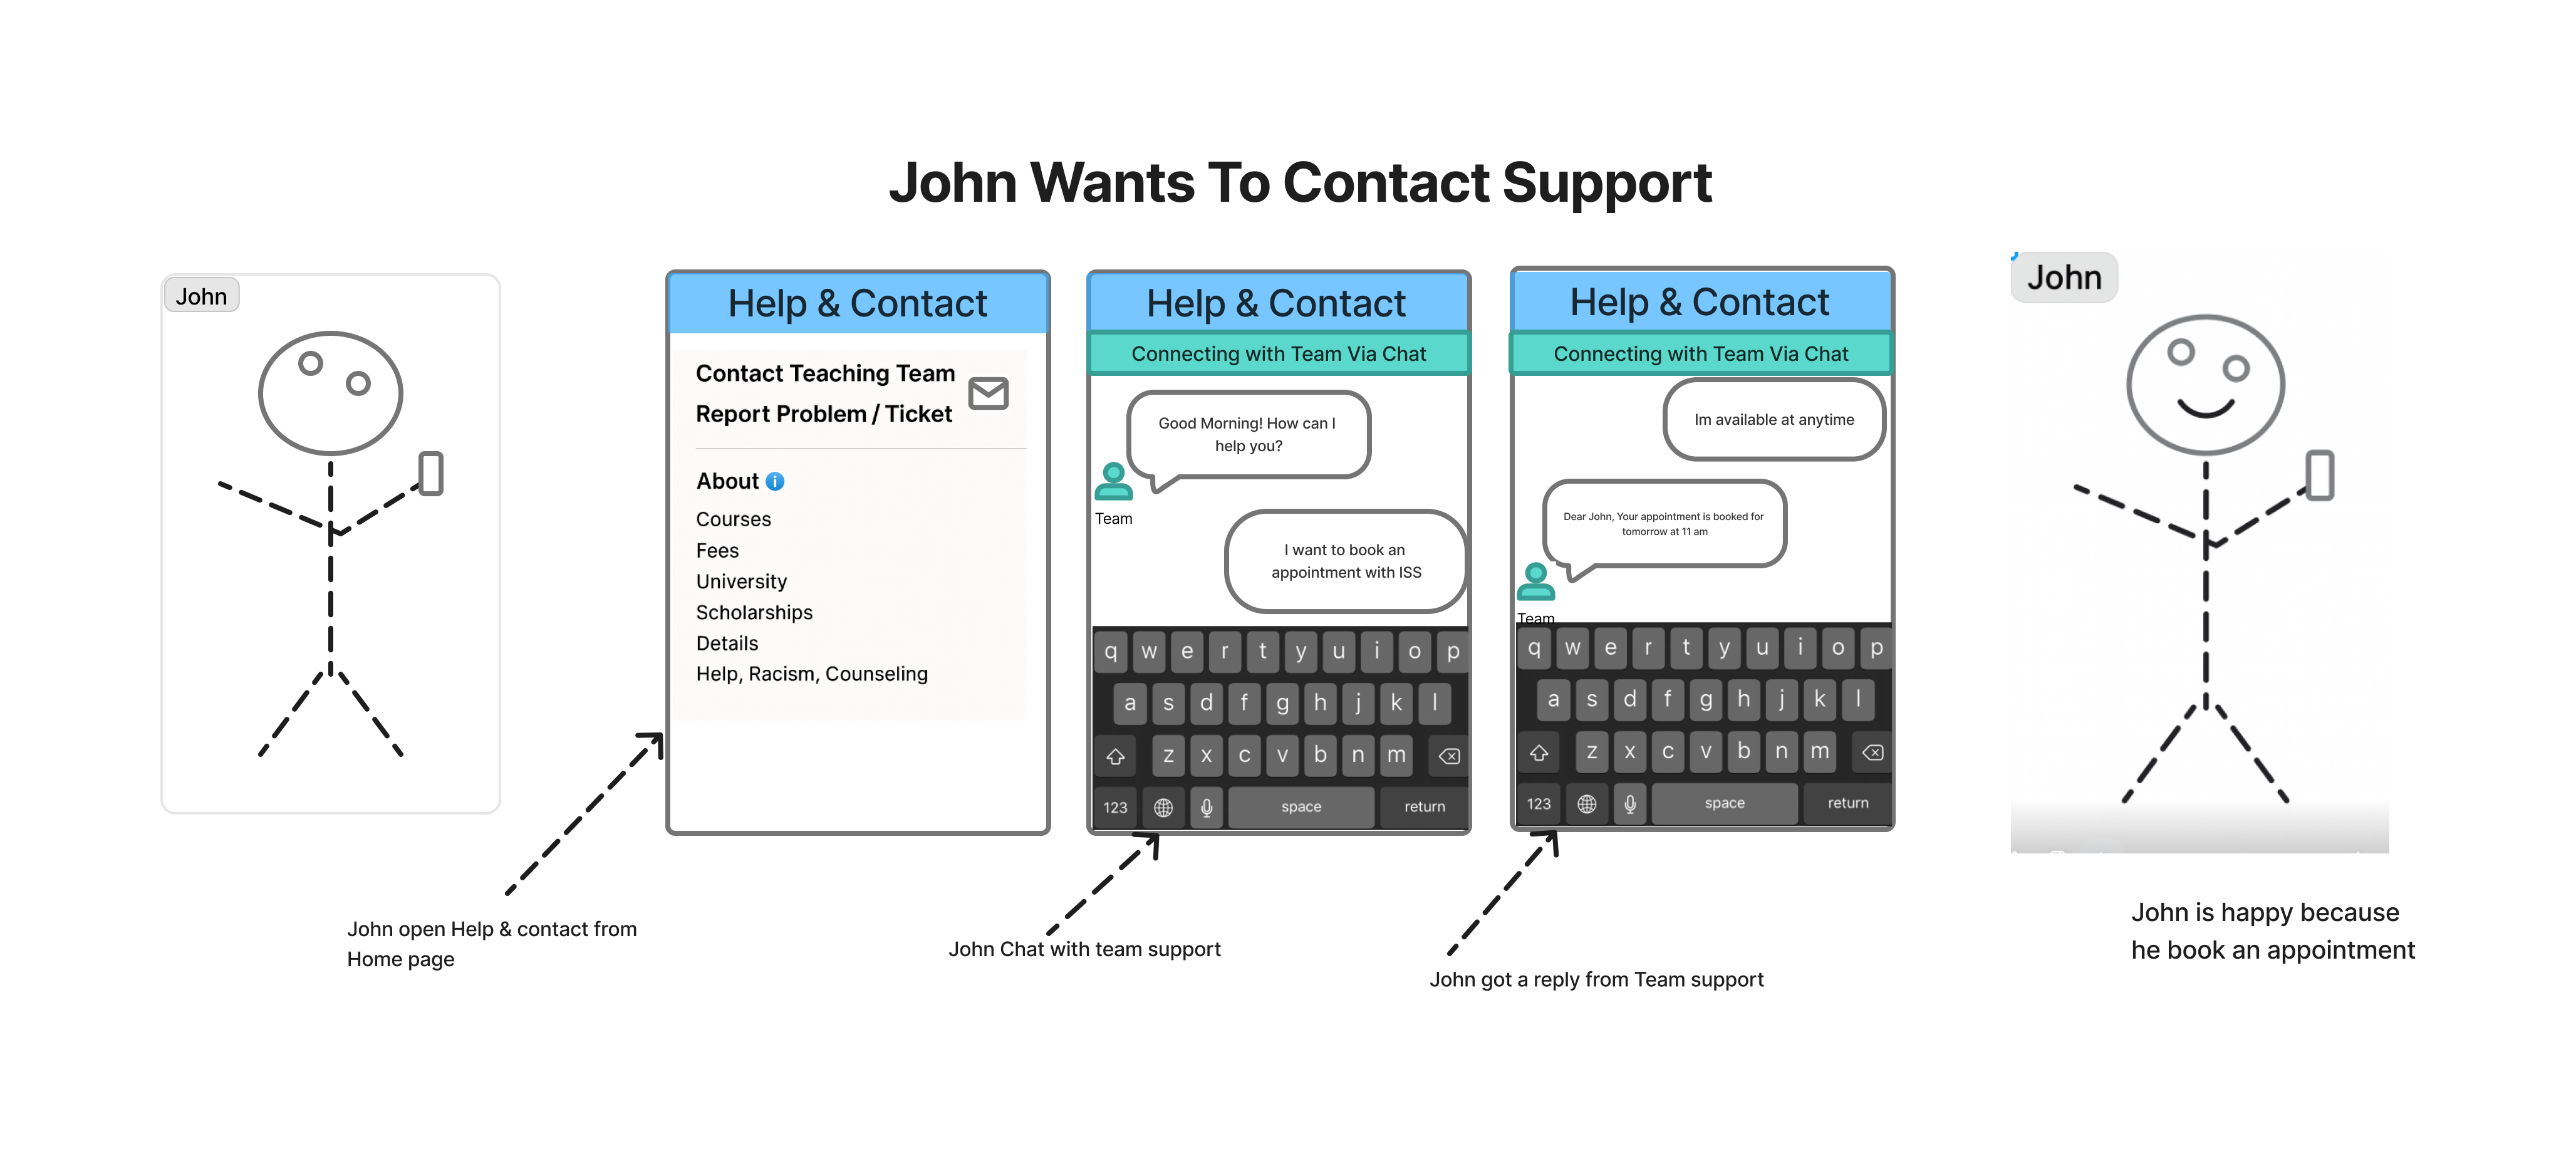 John Wants To Contact Support
John
Help & Contact
Contact Teaching Team
Report Problem / Ticket
About i
Courses
Fees
University
Scholarships
Details
Help, Racism, Counseling
Help & Contact
Connecting with Team Via Chat
Good Morning! How can I
help you?
Team
I want to book an
appointment with ISS
q w e r t y u i o p
a s d f g h j k l
z x c v b n m
123 space return
Help & Contact
Connecting with Team Via Chat
Im available at anytime
Dear John, Your appointment is booked for
tomorrow at 11 am
Team
q w e r t y u i o p
a s d f g h j k l
z x c v b n m
123 space return
John
John open Help & contact from
Home page
John Chat with team support
John got a reply from Team support
John is happy because
he book an appointment